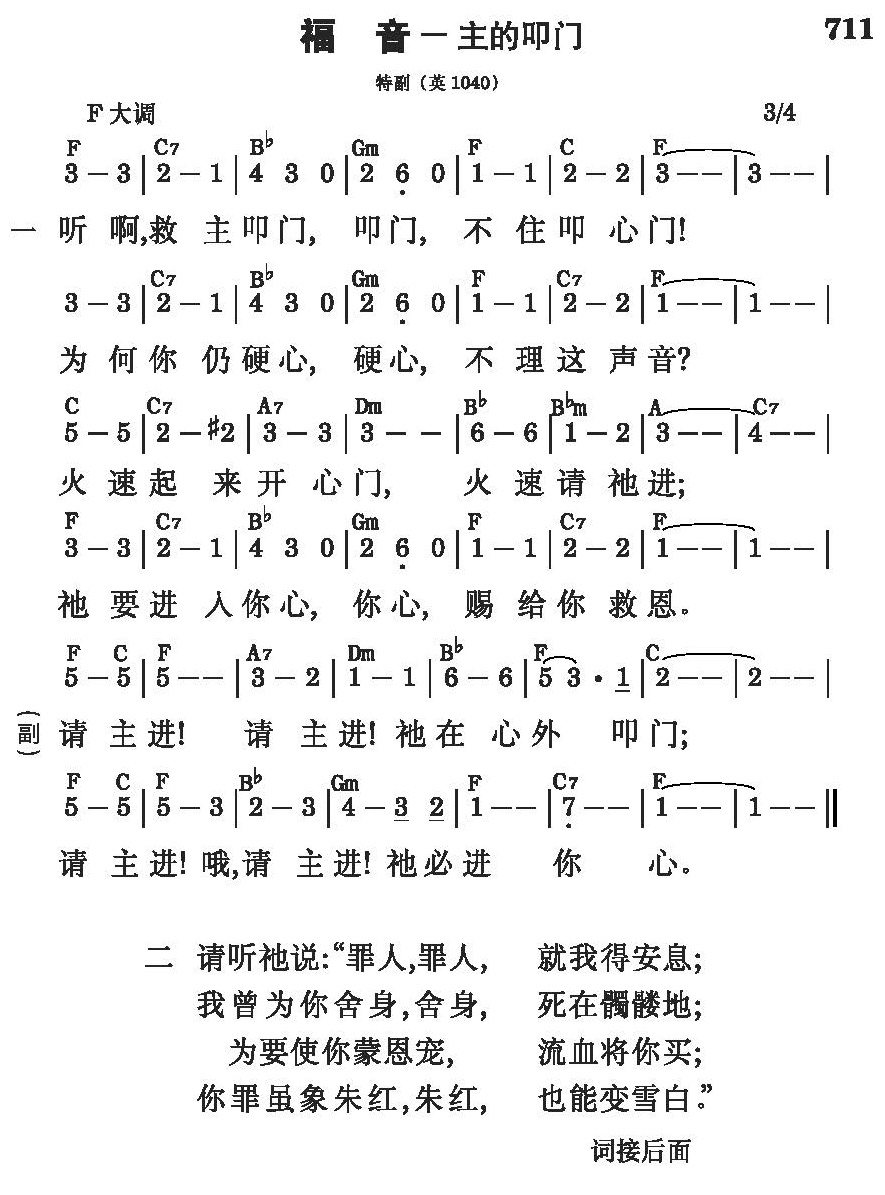 福 音 － 主的叩门 711
特副（英1040）
F大调 3/4
F C7 B♭ Gm F C F
3 － 3 | 2 － 1 | 4 3 0 | 2 6̣ 0 | 1 － 1 | 2 － 2 | 3 － － | 3 － － |
一 听 啊,救 主叩门, 叩门, 不 住叩 心门!
C7 B♭ Gm F C7 F
3 － 3 | 2 － 1 | 4 3 0 | 2 6̣ 0 | 1 － 1 | 2 － 2 | 1 － － | 1 － － |
为 何你 仍硬心, 硬心, 不 理这 声音?
C C7 A7 Dm B♭ B♭m A C7
5 － 5 | 2 － #2 | 3 － 3 | 3 － － | 6 － 6 | 1 － 2 | 3 － － | 4 － － |
火 速起 来开 心门, 火 速请 祂进;
F C7 B♭ Gm F C7 F
3 － 3 | 2 － 1 | 4 3 0 | 2 6̣ 0 | 1 － 1 | 2 － 2 | 1 － － | 1 － － |
祂 要进 入你心, 你心, 赐 给你 救恩。
F C F A7 Dm B♭ F C
5 － 5 | 5 － － | 3 － 2 | 1 － 1 | 6 － 6 | 5 3 · 1 | 2 － － | 2 － － |
(副) 请 主进! 请 主进! 祂在 心外 叩门;
F C F B♭ Gm F C7 F
5 － 5 | 5 － 3 | 2 － 3 | 4 － 3 2 | 1 － － | 7̣ － － | 1 － － | 1 － － ‖
请 主进! 哦,请 主进! 祂必进 你 心。
二 请听祂说:“罪人,罪人, 就我得安息;
我曾为你舍身,舍身, 死在髑髅地;
为要使你蒙恩宠, 流血将你买;
你罪虽象朱红,朱红, 也能变雪白。”
词接后面